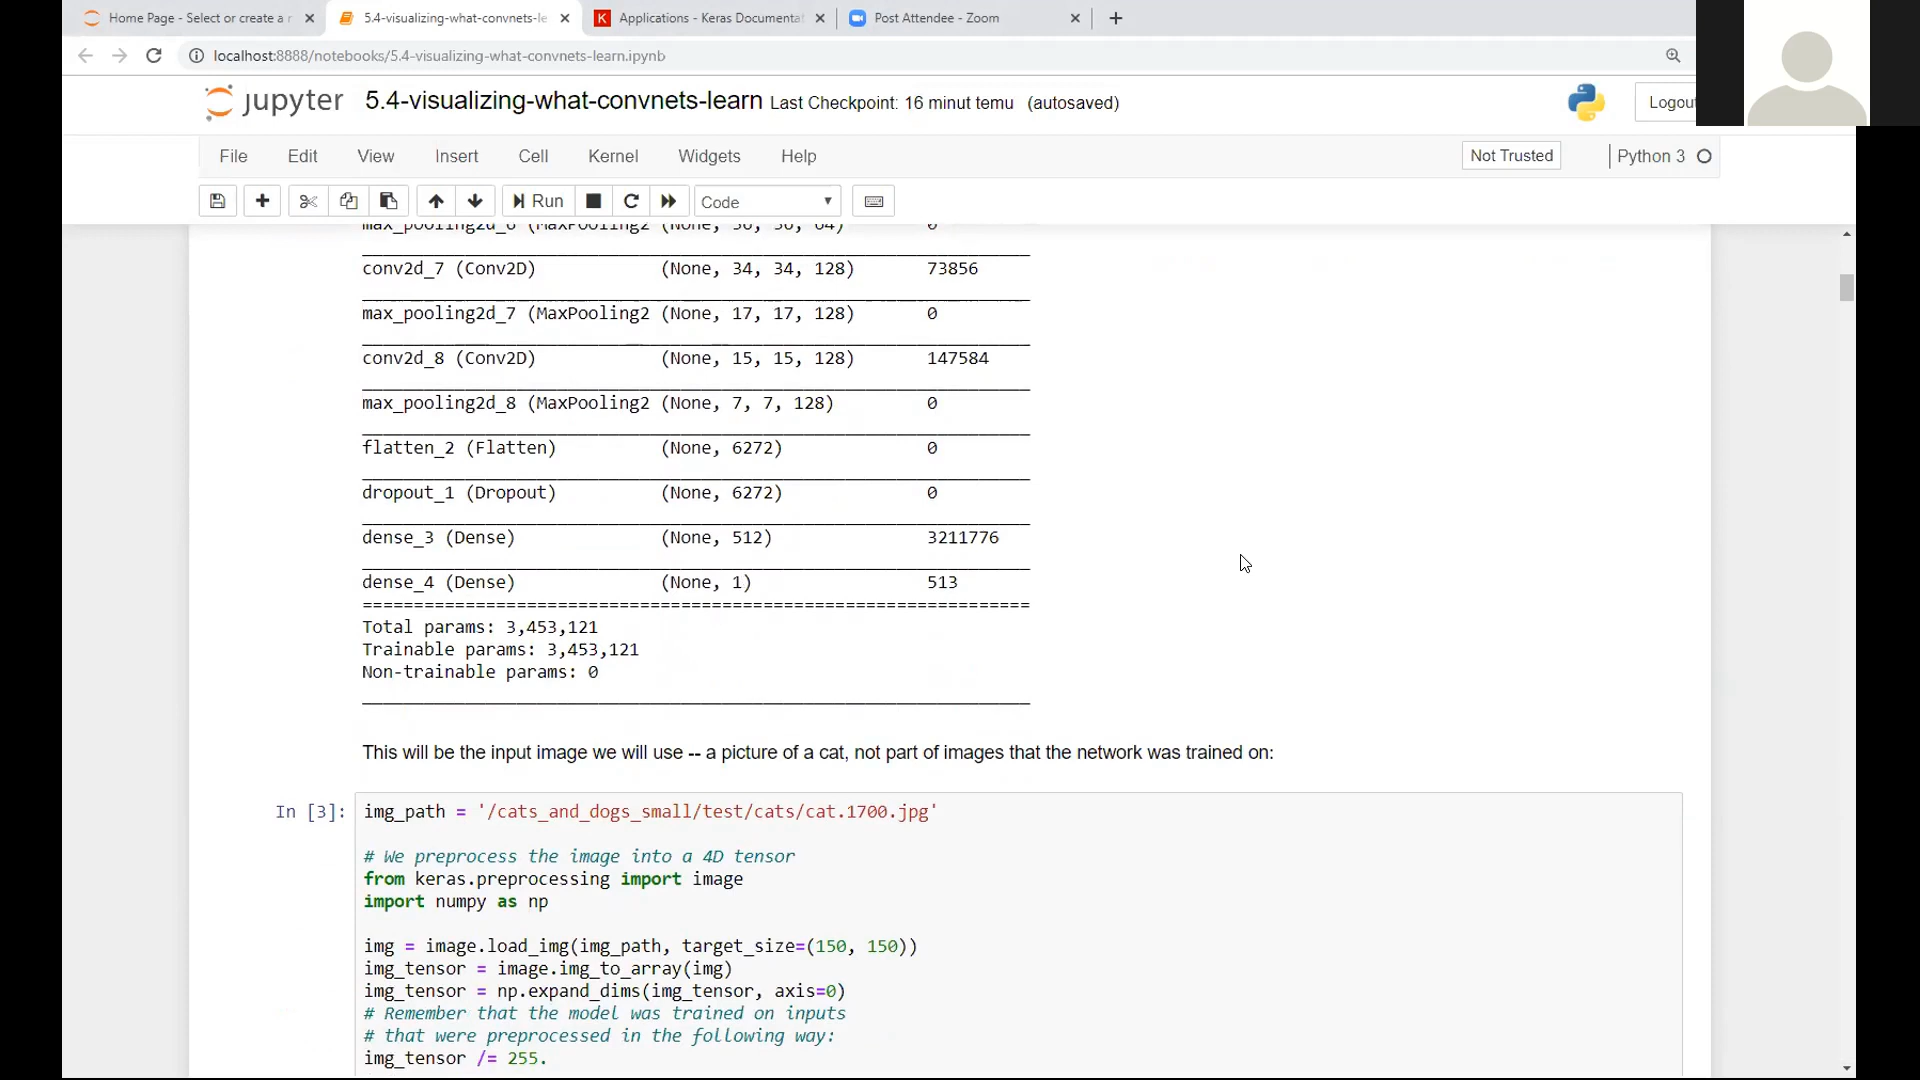 Home Page - Select or create a n
5.4-visualizing-what-convnets-le
Applications - Keras Documentat
Post Attendee - Zoom
localhost:8888/notebooks/5.4-visualizing-what-convnets-learn.ipynb
jupyter 5.4-visualizing-what-convnets-learn Last Checkpoint: 16 minut temu (autosaved)
Logout
File Edit View Insert Cell Kernel Widgets Help
Not Trusted
Python 3
Run
Code
max_pooling2d_6 (MaxPooling2 (None, 36, 36, 64) 0
conv2d_7 (Conv2D) (None, 34, 34, 128) 73856
max_pooling2d_7 (MaxPooling2 (None, 17, 17, 128) 0
conv2d_8 (Conv2D) (None, 15, 15, 128) 147584
max_pooling2d_8 (MaxPooling2 (None, 7, 7, 128) 0
flatten_2 (Flatten) (None, 6272) 0
dropout_1 (Dropout) (None, 6272) 0
dense_3 (Dense) (None, 512) 3211776
dense_4 (Dense) (None, 1) 513
=================================================================
Total params: 3,453,121
Trainable params: 3,453,121
Non-trainable params: 0
This will be the input image we will use -- a picture of a cat, not part of images that the network was trained on:
In [3]: img_path = '/cats_and_dogs_small/test/cats/cat.1700.jpg'
# We preprocess the image into a 4D tensor
from keras.preprocessing import image
import numpy as np
img = image.load_img(img_path, target_size=(150, 150))
img_tensor = image.img_to_array(img)
img_tensor = np.expand_dims(img_tensor, axis=0)
# Remember that the model was trained on inputs
# that were preprocessed in the following way:
img_tensor /= 255.